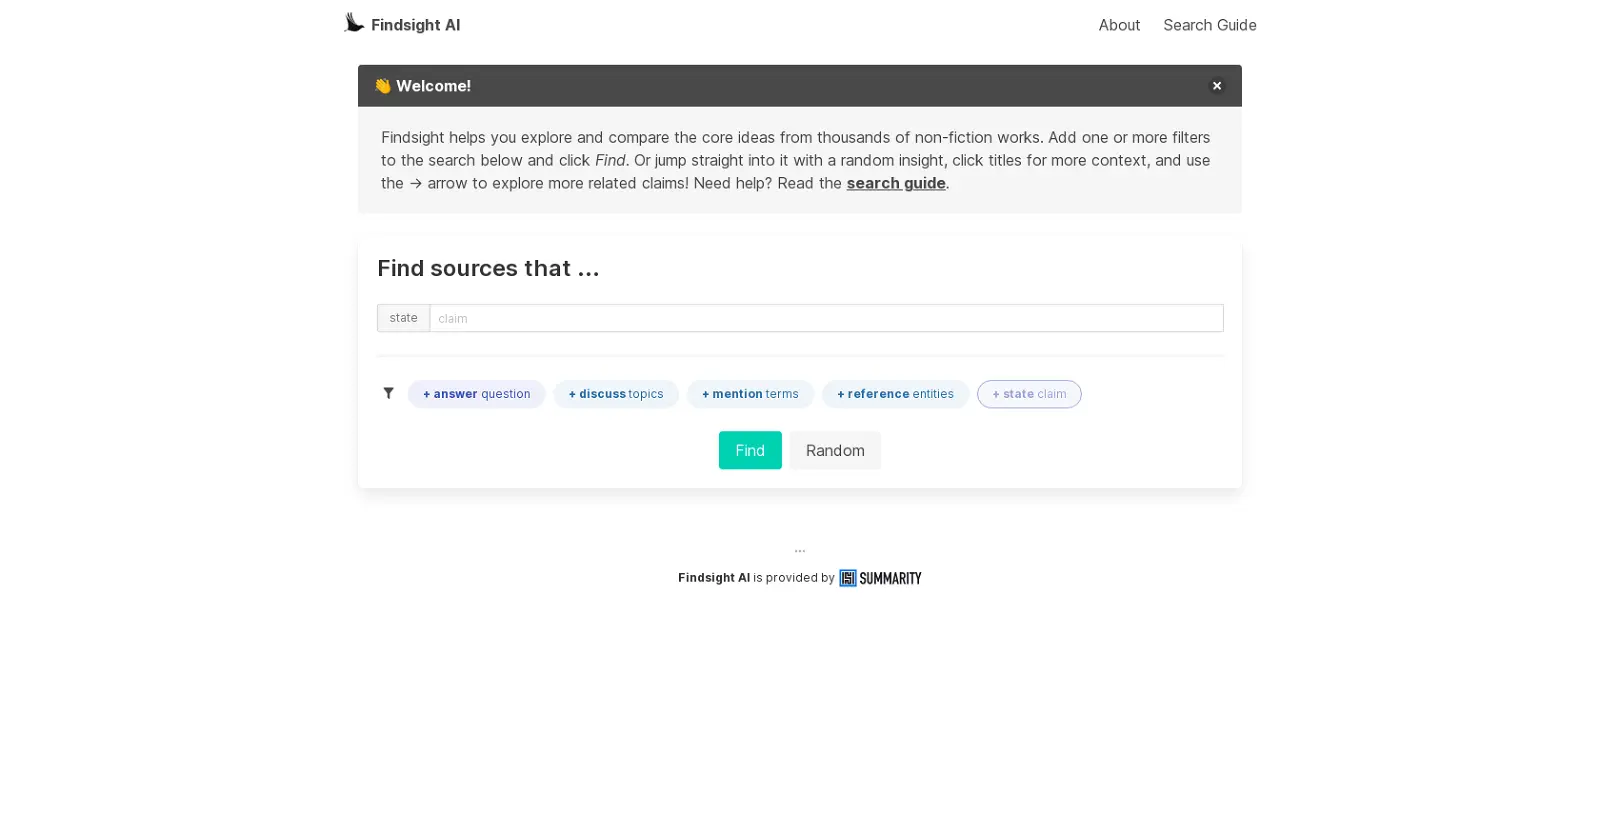 Findsight AI
About
Search Guide
👋 Welcome!
Findsight helps you explore and compare the core ideas from thousands of non-fiction works. Add one or more filters
to the search below and click Find. Or jump straight into it with a random insight, click titles for more context, and use
the → arrow to explore more related claims! Need help? Read the search guide.
Find sources that ...
state claim
+ answer question + discuss topics + mention terms + reference entities + state claim
Find Random
...
Findsight AI is provided by SUMMARITY